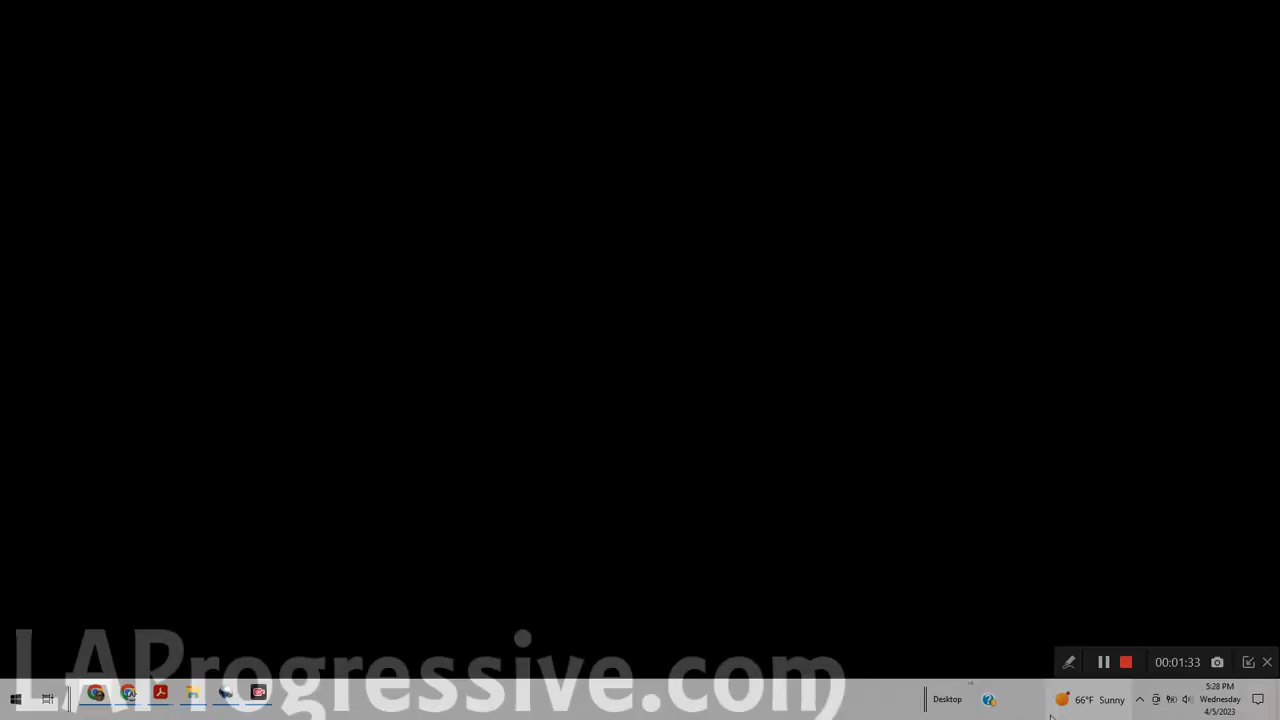 00:01:33
LAProgressive.com
Desktop
66°F Sunny
5:28 PM
Wednesday
4/5/2023